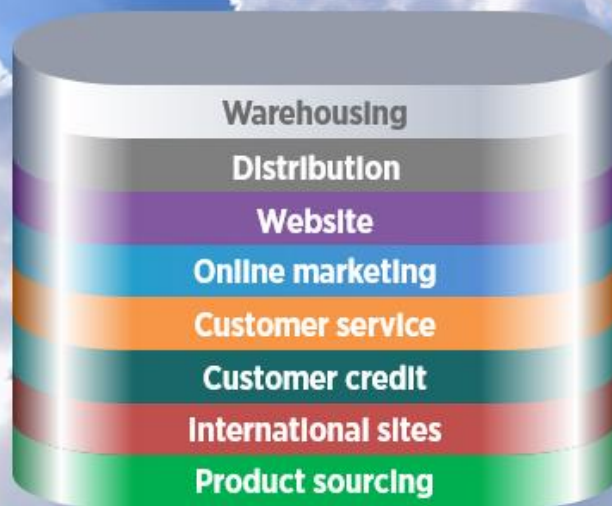 Warehousing
Distribution
Website
Online marketing
Customer service
Customer credit
International sites
Product sourcing